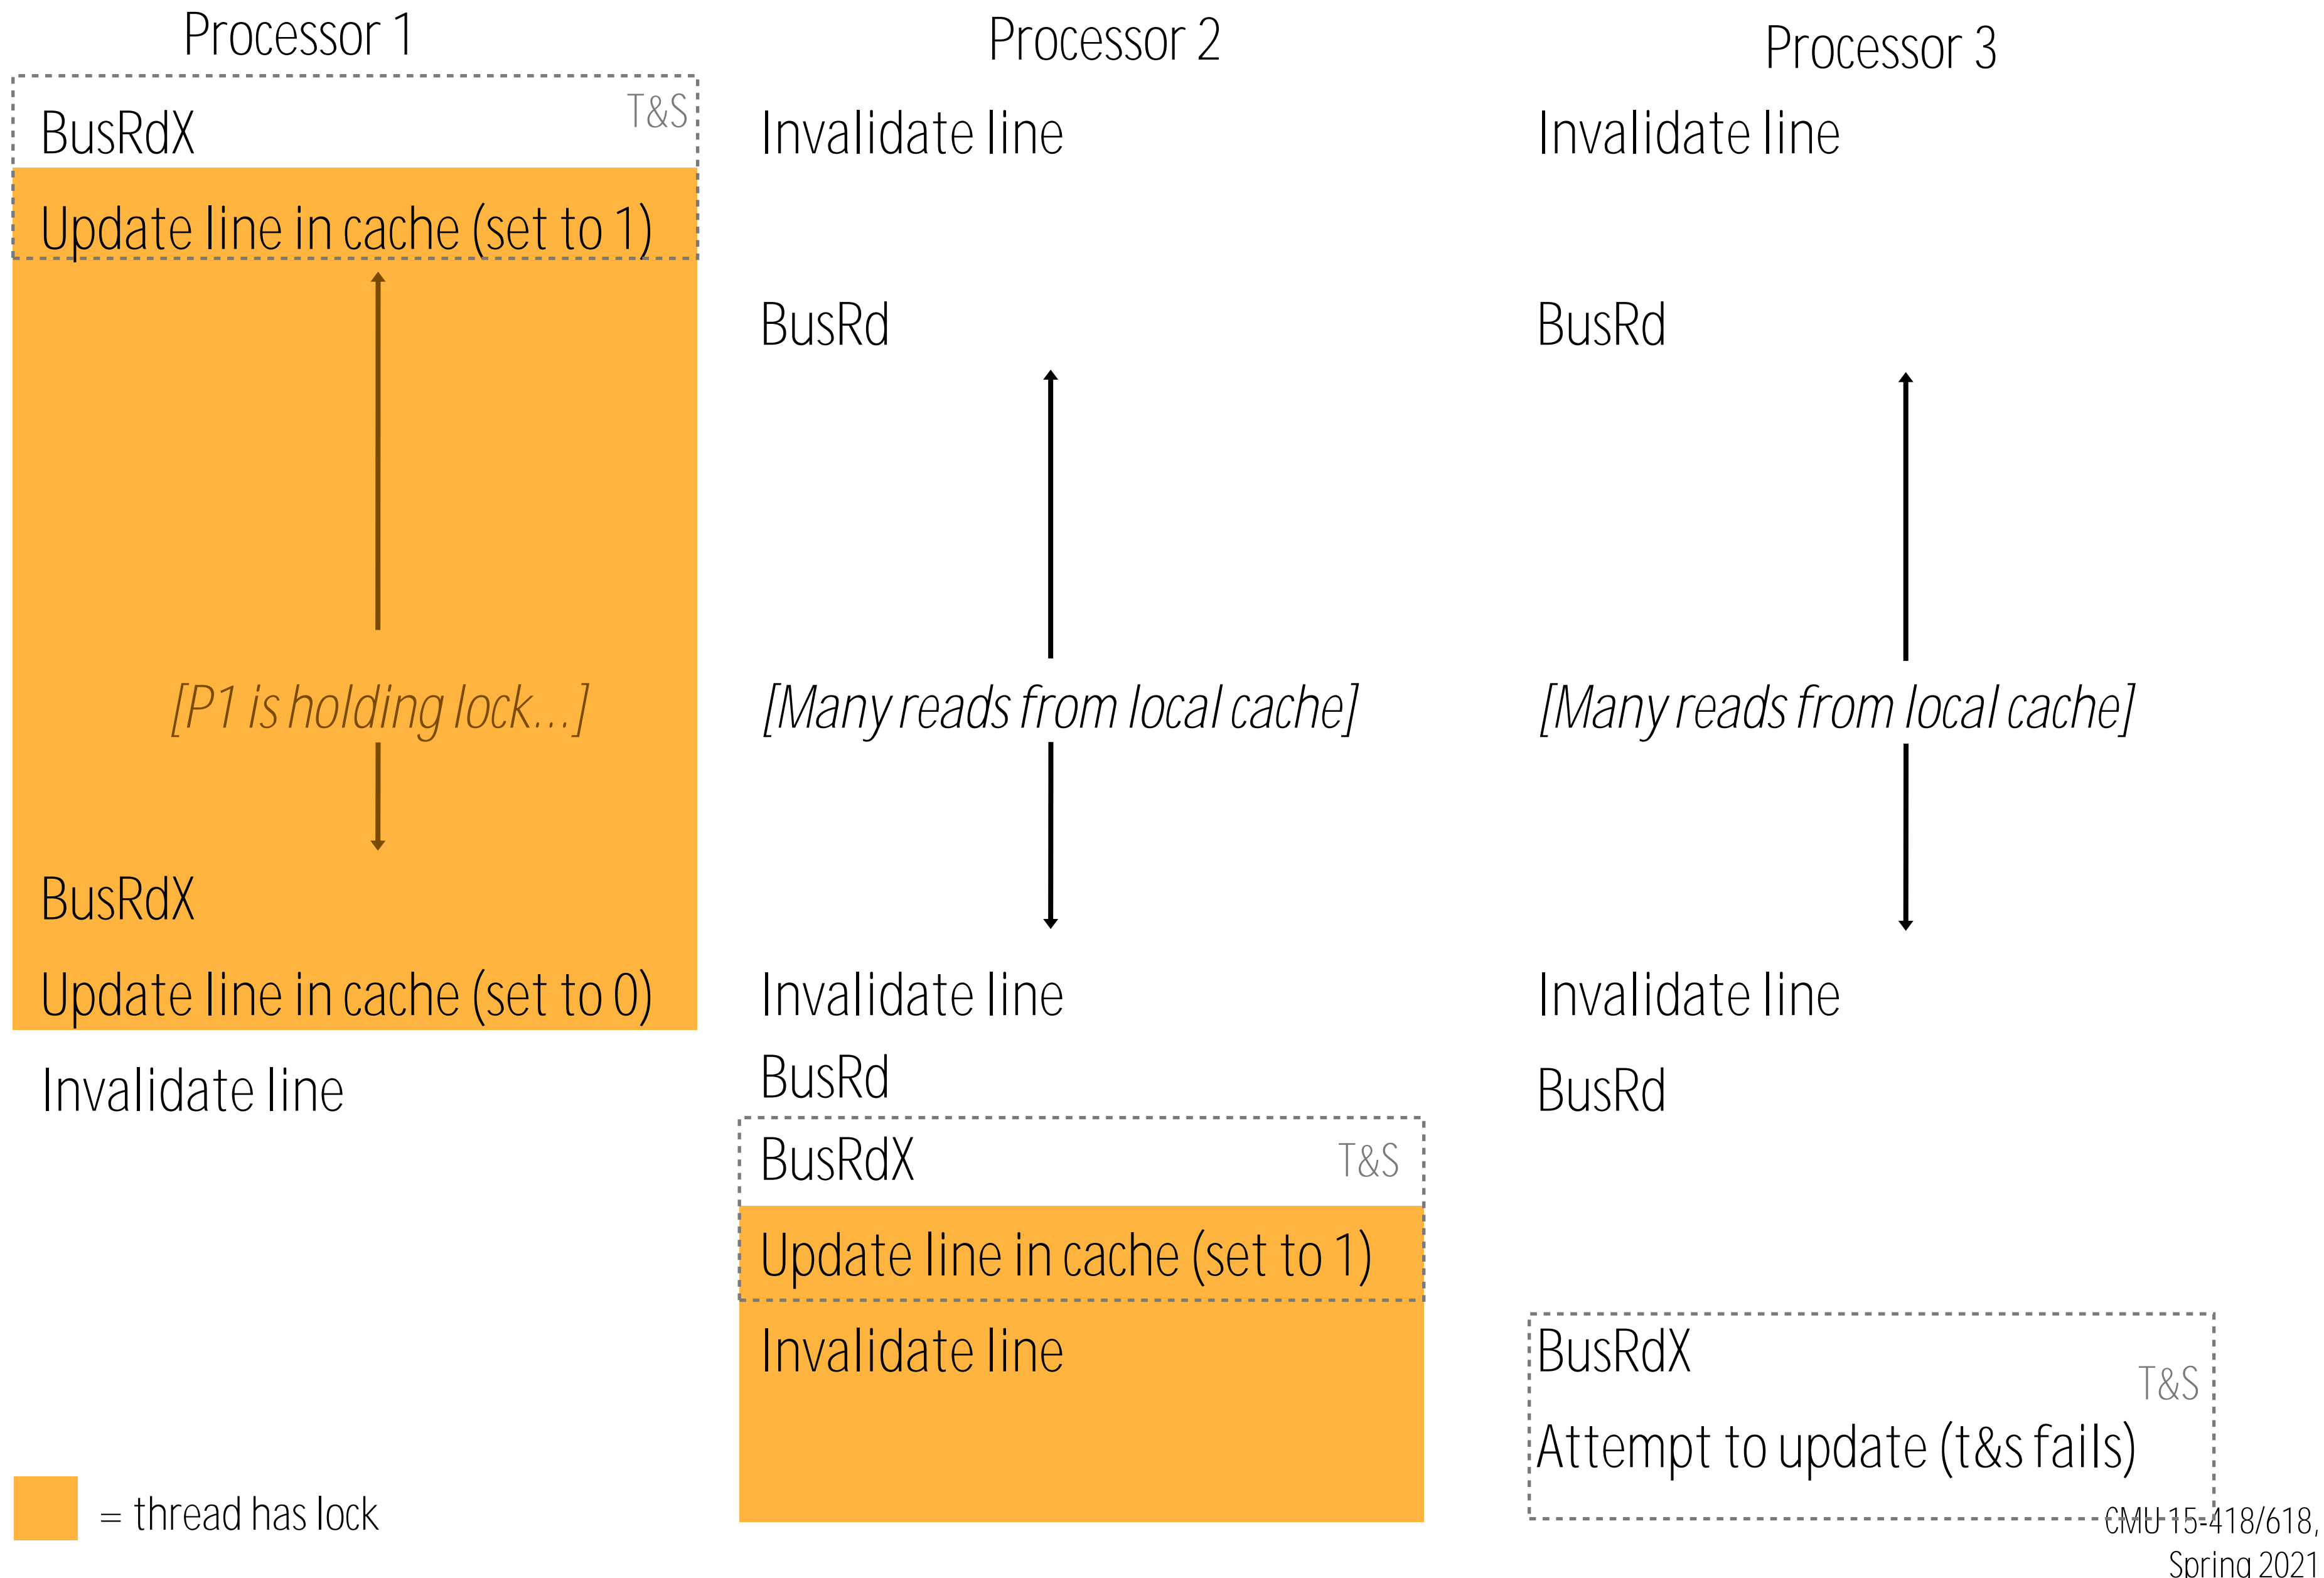 Processor 1
BusRdX
T&S
Update line in cache (set to 1)
[P1 is holding lock...]
BusRdX
Update line in cache (set to 0)
Invalidate line
Processor 2
Invalidate line
BusRd
[Many reads from local cache]
Invalidate line
BusRd
BusRdX
T&S
Update line in cache (set to 1)
Invalidate line
Processor 3
Invalidate line
BusRd
[Many reads from local cache]
Invalidate line
BusRd
BusRdX
T&S
Attempt to update (t&s fails)
= thread has lock
CMU 15-418/618,
Spring 2021